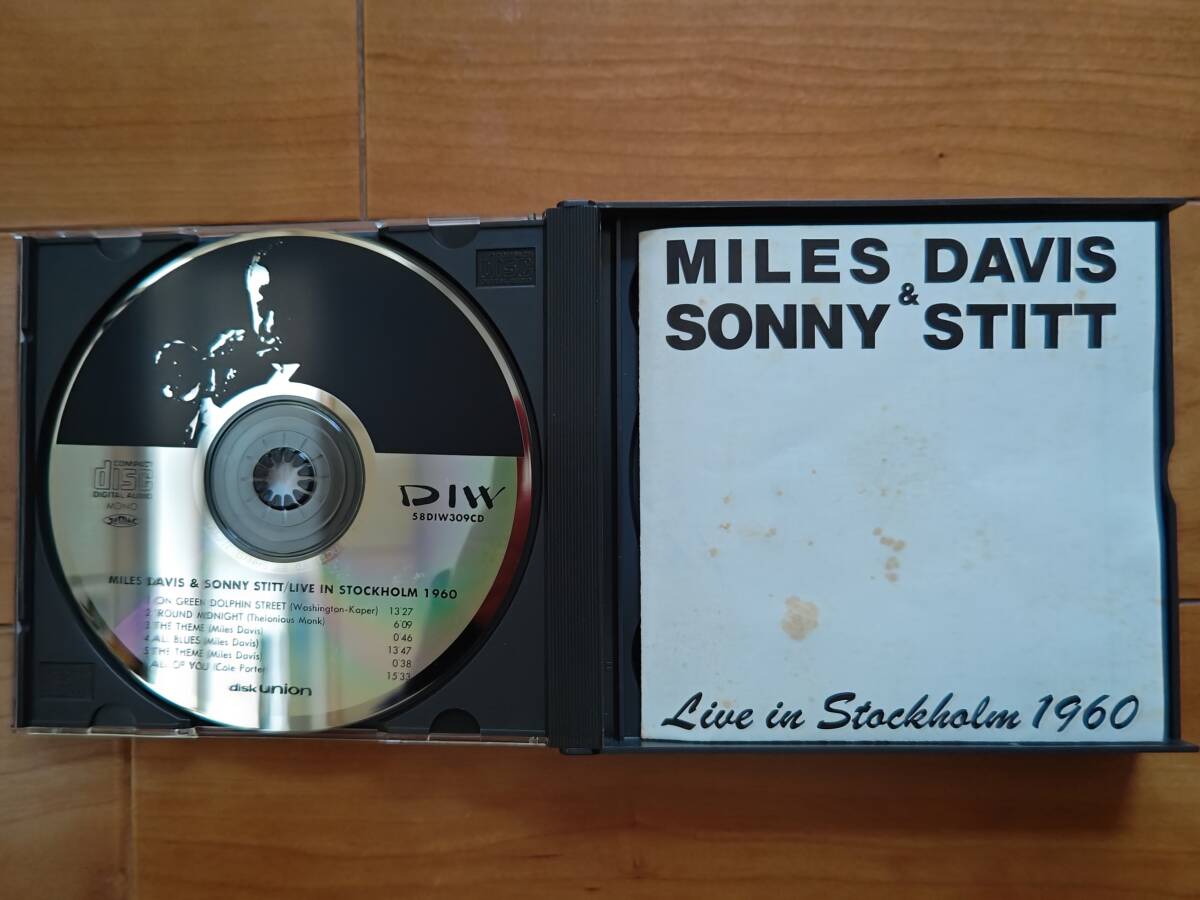 COMPACT
disc
DIGITAL AUDIO
MONO
DIW
58DIW309CD
MILES DAVIS & SONNY STITT/LIVE IN STOCKHOLM 1960
ON GREEN DOLPHIN STREET (Washington-Kaper) 13 27
2. 'ROUND MIDNIGHT (Thelonious Monk) 6 09
3. THE THEME (Miles Davis) 0 46
4. ALL BLUES (Miles Davis) 13 47
5. THE THEME (Miles Davis) 0 38
ALL OF YOU (Cole Porter) 15 33
disk union
MILES DAVIS
&
SONNY STITT
Live in Stockholm 1960